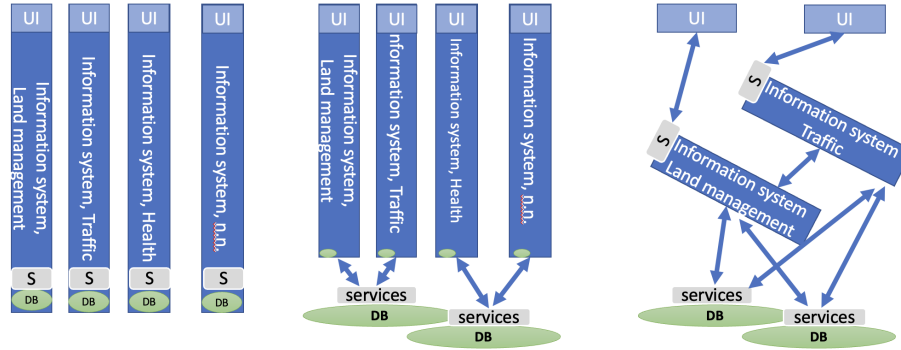 UI
UI
UI
UI
Information system,
Land management
Information system, Traffic
Information system, Health
Information system, n.n.
S
S
S
S
DB
DB
DB
DB
UI
UI
UI
UI
Information system,
Land management
nformation system, Traffic
Information system, Health
Information system, n.n.
services
DB
services
DB
UI
UI
S
Information system
Traffic
S
Information system
Land management
services
DB
services
DB